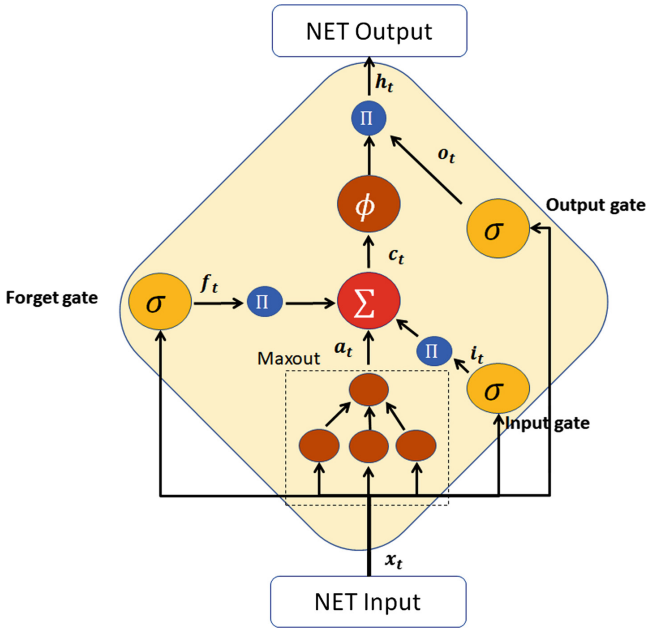 NET Output
h_t
Π
o_t
ϕ
σ
Output gate
c_t
Forget gate
σ
f_t
Π
Σ
Maxout
a_t
Π
i_t
σ
Input gate
x_t
NET Input